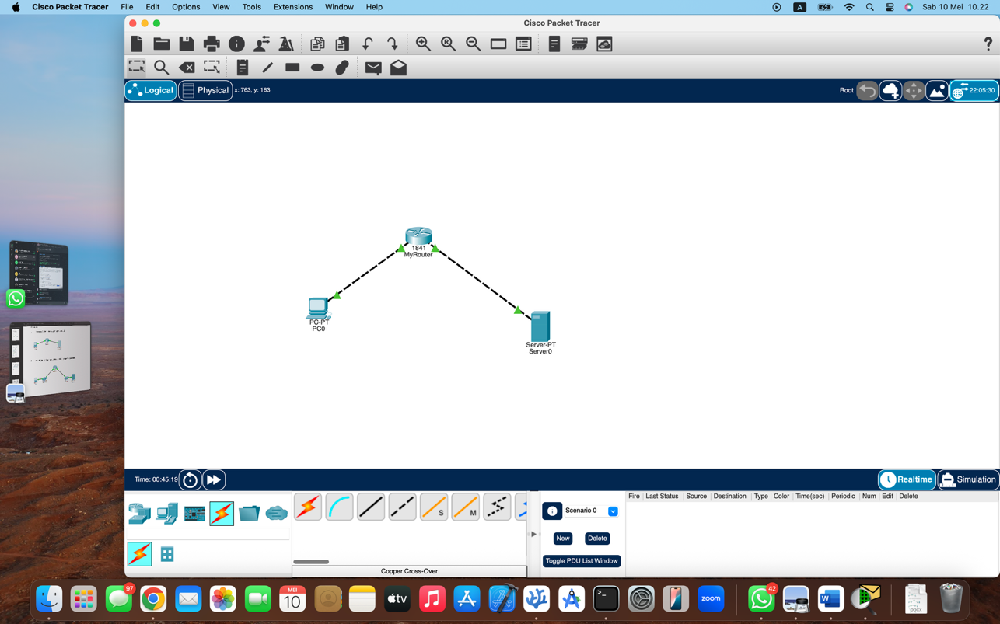 Cisco Packet Tracer File Edit Options View Tools Extensions Window Help A Sab 10 Mei 10.22
Cisco Packet Tracer
?
Logical Physical x: 763, y: 163 Root 22:05:30
1841
MyRouter
PC-PT
PC0
Server-PT
Server0
Time: 00:45:19 Realtime Simulation
Fire Last Status Source Destination Type Color Time(sec) Periodic Num Edit Delete
S M
Scenario 0
New Delete
Toggle PDU List Window
Copper Cross-Over
97 MEI 10 tv zoom 42 W pqcx